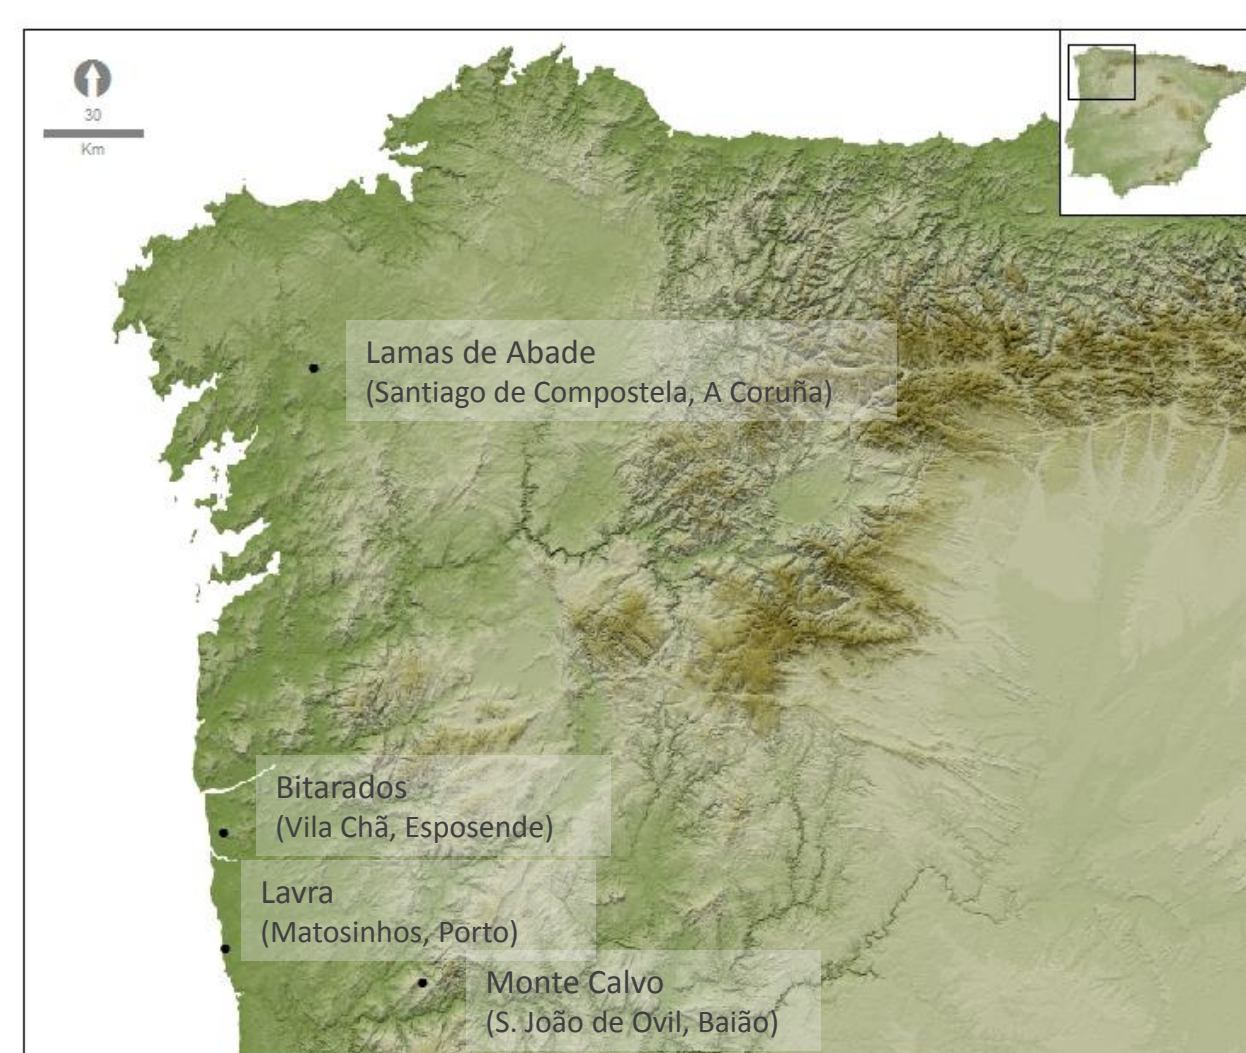 30
Km
Lamas de Abade
(Santiago de Compostela, A Coruña)
Bitarados
(Vila Chã, Esposende)
Lavra
(Matosinhos, Porto)
Monte Calvo
(S. João de Ovil, Baião)